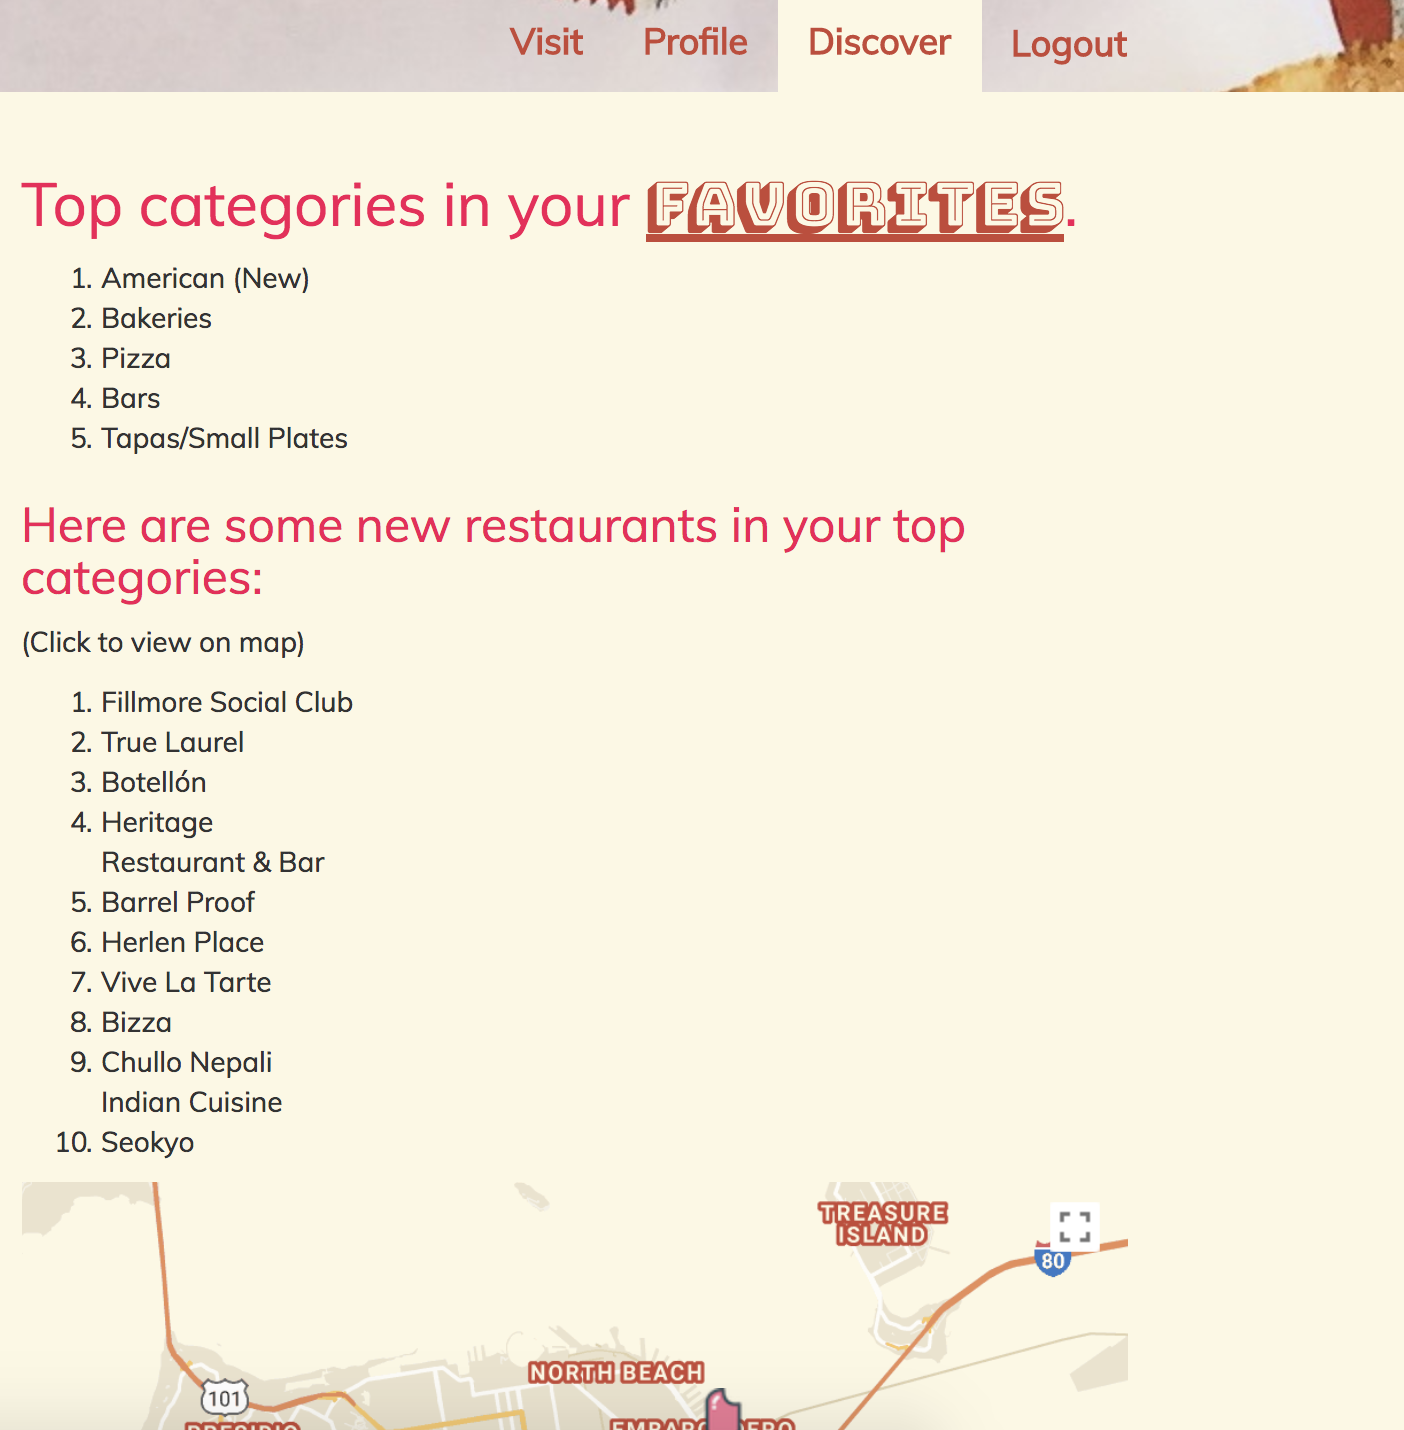 Visit Profile Discover Logout
Top categories in your FAVORITES.
1. American (New)
2. Bakeries
3. Pizza
4. Bars
5. Tapas/Small Plates
Here are some new restaurants in your top
categories:
(Click to view on map)
1. Fillmore Social Club
2. True Laurel
3. Botellón
4. Heritage
Restaurant & Bar
5. Barrel Proof
6. Herlen Place
7. Vive La Tarte
8. Bizza
9. Chullo Nepali
Indian Cuisine
10. Seokyo
TREASURE
ISLAND
80
NORTH BEACH
101